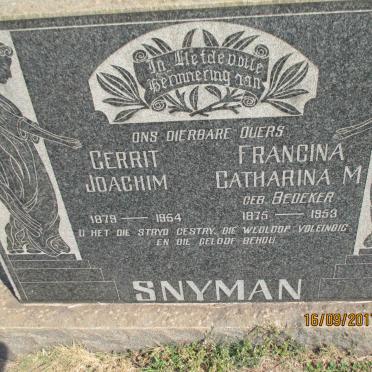 In Liefdevolle
Herinnering aan
ONS DIERBARE OUERS
GERRIT
JOACHIM
1879 — 1964
FRANCINA
CATHARINA M
GEB. BEDEKER
1875 — 1953
U HET DIE STRYD GESTRY, DIE WEDLOOP VOLEINDIG
EN DIE GELOOF BEHOU
SNYMAN
16/09/201